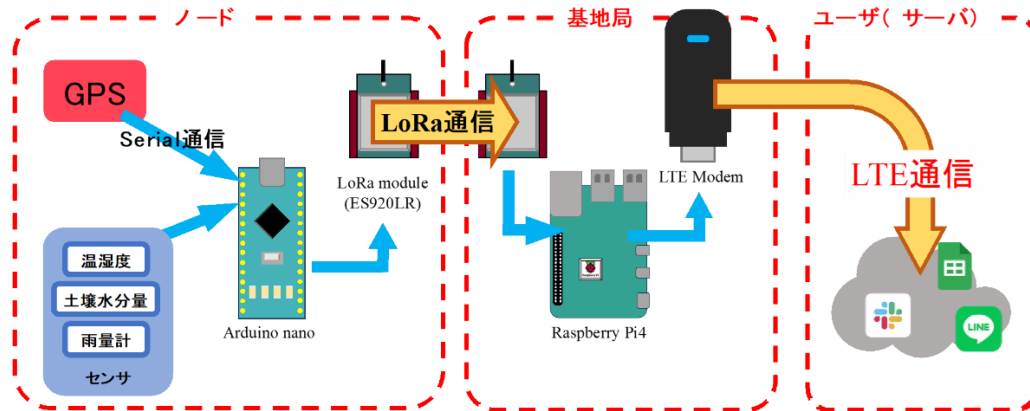 ノード
基地局
ユーザ( サーバ)
GPS
Serial通信
LoRa通信
LoRa module
(ES920LR)
LTE Modem
LTE通信
温湿度
土壌水分量
雨量計
センサ
Arduino nano
Raspberry Pi4
LINE